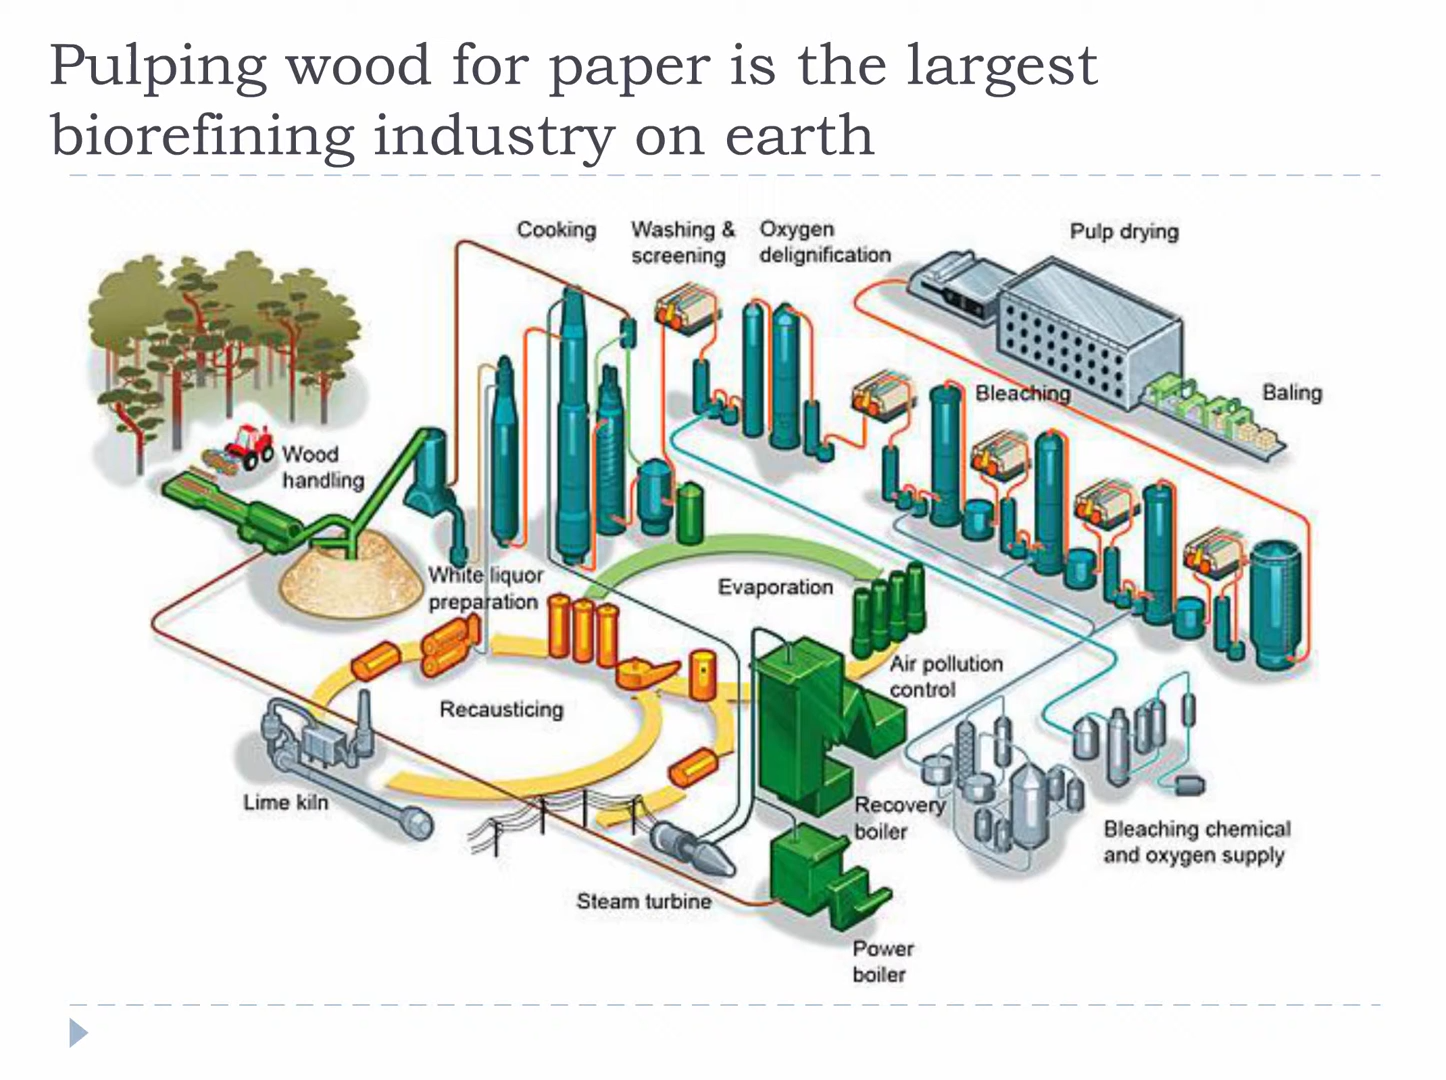 Pulping wood for paper is the largest
biorefining industry on earth
Cooking
Washing &
screening
Oxygen
delignification
Pulp drying
Bleaching
Baling
Wood
handling
White liquor
preparation
Evaporation
Air pollution
control
Recausticing
Lime kiln
Recovery
boiler
Bleaching chemical
and oxygen supply
Steam turbine
Power
boiler